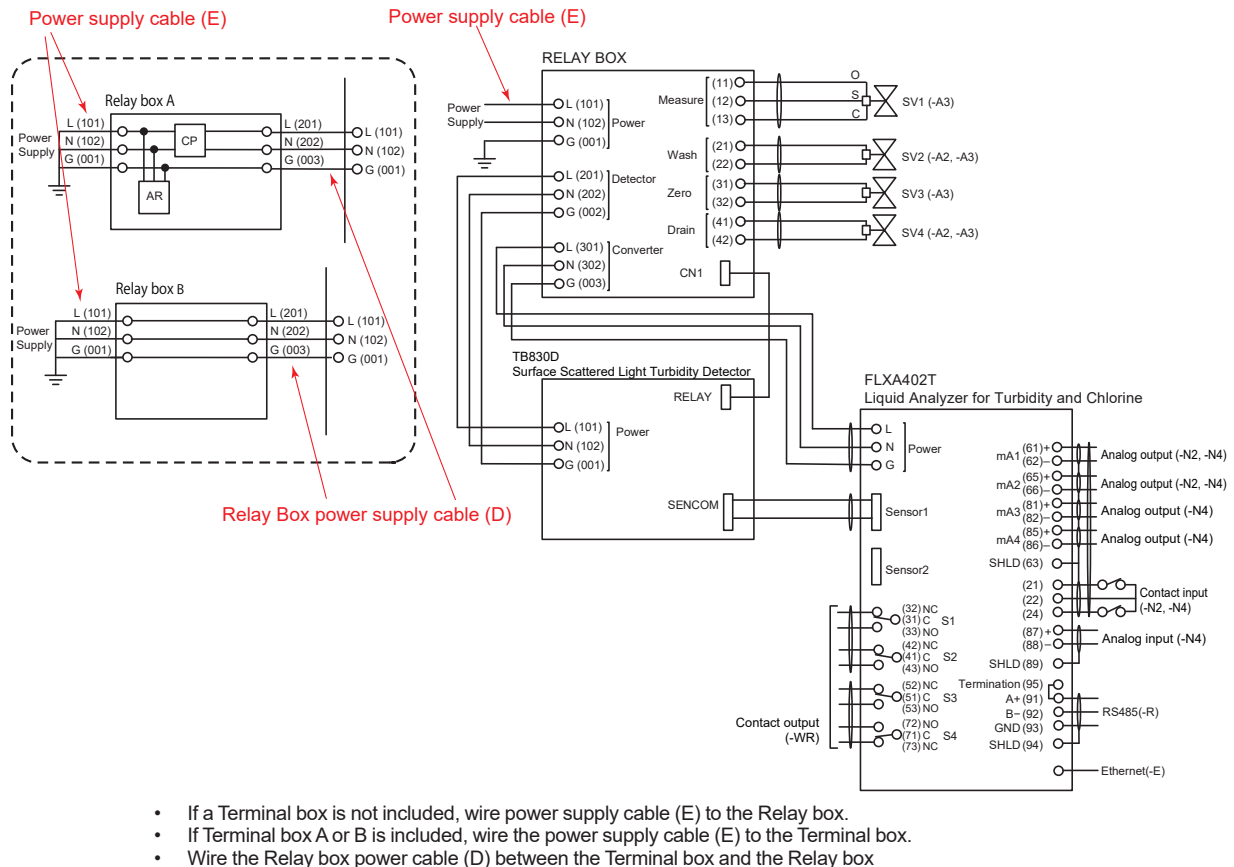 Power supply cable (E)
Power supply cable (E)
Relay box A
L (101)
N (102)
G (001)
Power
Supply
CP
AR
L (201)
N (202)
G (003)
L (101)
N (102)
G (001)
Relay box B
L (101)
N (102)
G (001)
Power
Supply
L (201)
N (202)
G (003)
L (101)
N (102)
G (001)
Relay Box power supply cable (D)
RELAY BOX
Power
Supply
L (101)
N (102)
G (001)
Power
L (201)
N (202)
G (002)
Detector
L (301)
N (302)
G (003)
Converter
Measure
(11)
(12)
(13)
O
S
C
SV1 (-A3)
Wash
(21)
(22)
SV2 (-A2, -A3)
Zero
(31)
(32)
SV3 (-A3)
Drain
(41)
(42)
SV4 (-A2, -A3)
CN1
TB830D
Surface Scattered Light Turbidity Detector
RELAY
L (101)
N (102)
G (001)
Power
SENCOM
FLXA402T
Liquid Analyzer for Turbidity and Chlorine
L
N
G
Power
Sensor1
Sensor2
Contact output
(-WR)
(32) NC
(31) C S1
(33) NO
(42) NC
(41) C S2
(43) NO
(52) NC
(51) C S3
(53) NO
(72) NO
(71) C S4
(73) NC
mA1
(61)+
(62)–
Analog output (-N2, -N4)
mA2
(65)+
(66)–
Analog output (-N2, -N4)
mA3
(81)+
(82)–
Analog output (-N4)
mA4
(85)+
(86)–
Analog output (-N4)
SHLD (63)
(21)
(22)
(24)
Contact input
(-N2, -N4)
(87)+
(88)–
Analog input (-N4)
SHLD (89)
Termination (95)
A+ (91)
B– (92)
GND (93)
SHLD (94)
RS485(-R)
Ethernet(-E)
• If a Terminal box is not included, wire power supply cable (E) to the Relay box.
• If Terminal box A or B is included, wire the power supply cable (E) to the Terminal box.
• Wire the Relay box power cable (D) between the Terminal box and the Relay box